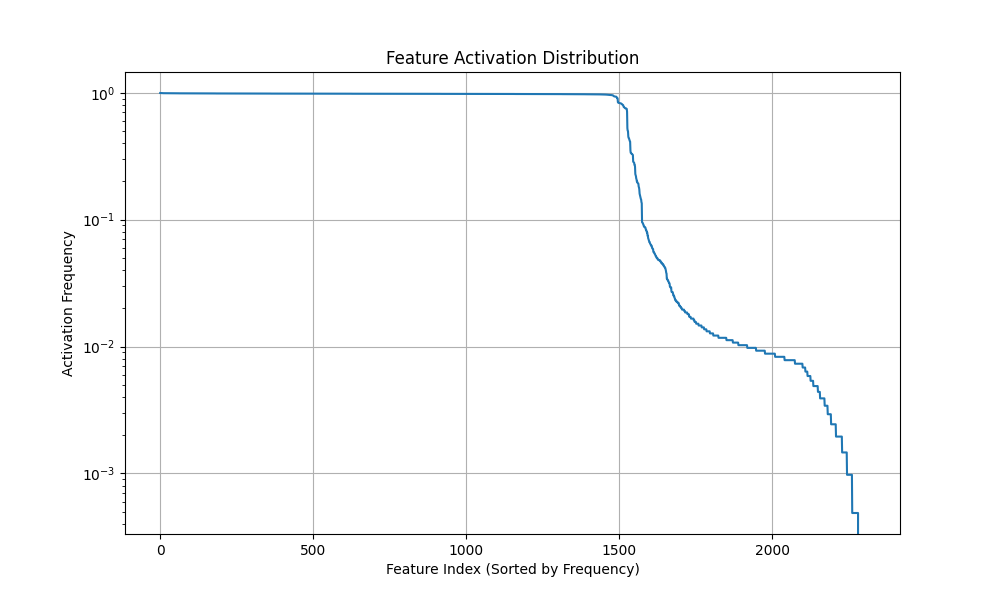 Feature Activation Distribution
Activation Frequency
10⁰
10⁻¹
10⁻²
10⁻³
0 500 1000 1500 2000
Feature Index (Sorted by Frequency)